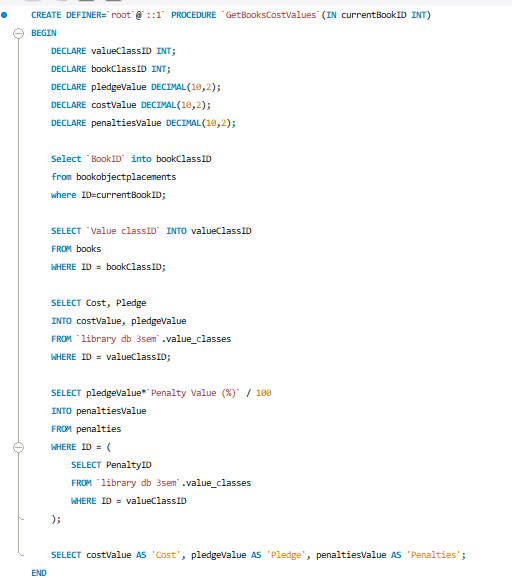 CREATE DEFINER=`root`@`::1` PROCEDURE `GetBooksCostValues`(IN currentBookID INT)
BEGIN
DECLARE valueClassID INT;
DECLARE bookClassID INT;
DECLARE pledgeValue DECIMAL(10,2);
DECLARE costValue DECIMAL(10,2);
DECLARE penaltiesValue DECIMAL(10,2);
Select `BookID` into bookClassID
from bookobjectplacements
where ID=currentBookID;
SELECT `Value classID` INTO valueClassID
FROM books
WHERE ID = bookClassID;
SELECT Cost, Pledge
INTO costValue, pledgeValue
FROM `library db 3sem`.value_classes
WHERE ID = valueClassID;
SELECT pledgeValue*`Penalty Value (%)` / 100
INTO penaltiesValue
FROM penalties
WHERE ID = (
SELECT PenaltyID
FROM `library db 3sem`.value_classes
WHERE ID = valueClassID
);
SELECT costValue AS 'Cost', pledgeValue AS 'Pledge', penaltiesValue AS 'Penalties';
END